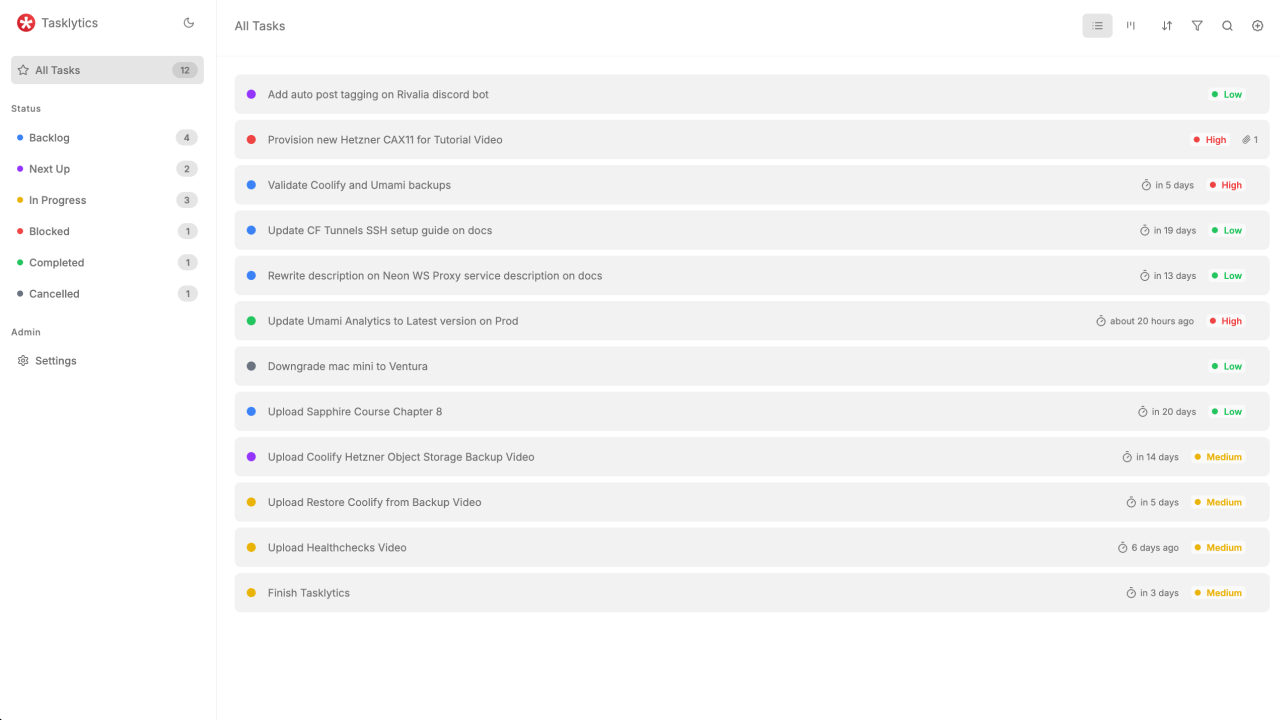 Tasklytics
All Tasks
All Tasks 12
Status
Backlog 4
Next Up 2
In Progress 3
Blocked 1
Completed 1
Cancelled 1
Admin
Settings
Add auto post tagging on Rivalia discord bot Low
Provision new Hetzner CAX11 for Tutorial Video High 1
Validate Coolify and Umami backups in 5 days High
Update CF Tunnels SSH setup guide on docs in 19 days Low
Rewrite description on Neon WS Proxy service description on docs in 13 days Low
Update Umami Analytics to Latest version on Prod about 20 hours ago High
Downgrade mac mini to Ventura Low
Upload Sapphire Course Chapter 8 in 20 days Low
Upload Coolify Hetzner Object Storage Backup Video in 14 days Medium
Upload Restore Coolify from Backup Video in 5 days Medium
Upload Healthchecks Video 6 days ago Medium
Finish Tasklytics in 3 days Medium